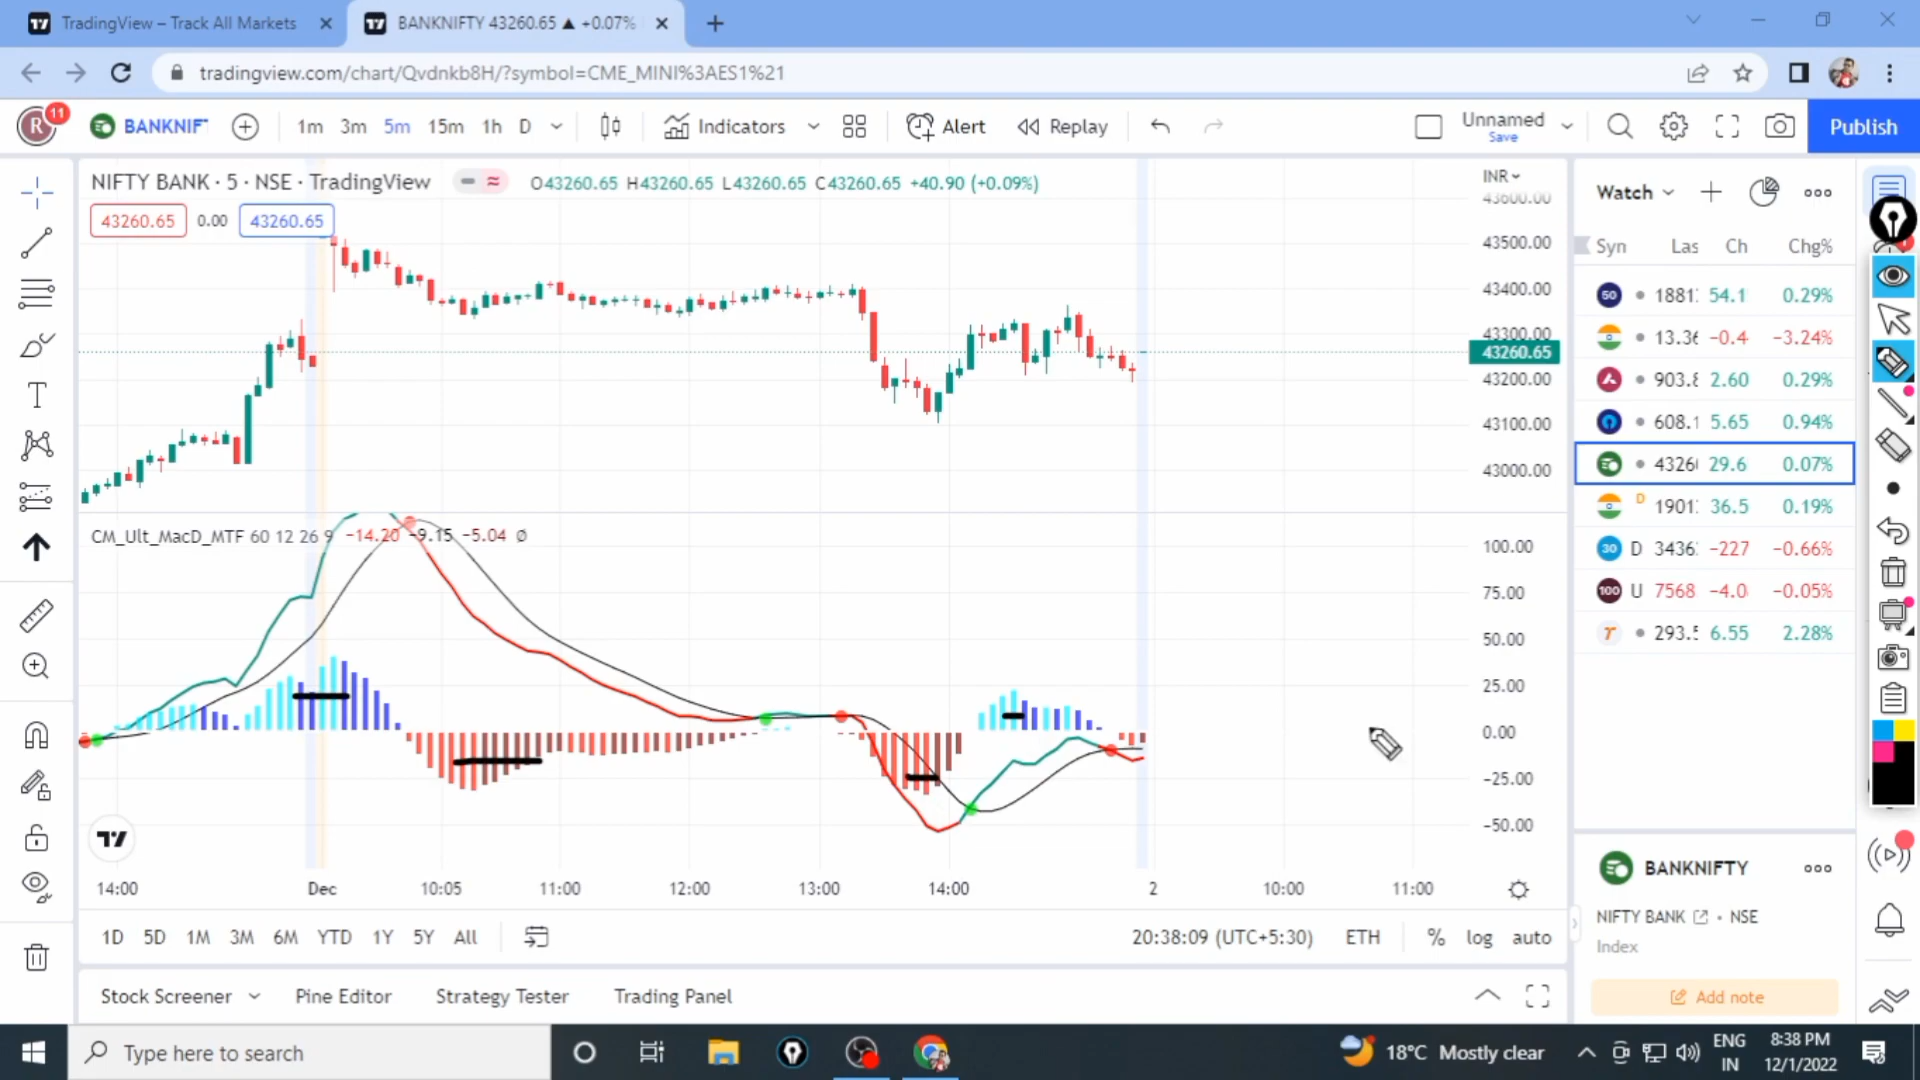 TradingView – Track All Markets
BANKNIFTY 43260.65 ▲ +0.07%
tradingview.com/chart/Qvdnkb8H/?symbol=CME_MINI%3AES1%21
R 11 BANKNIF 1m 3m 5m 15m 1h D Indicators Alert Replay Unnamed Save Publish
NIFTY BANK · 5 · NSE · TradingView O43260.65 H43260.65 L43260.65 C43260.65 +40.90 (+0.09%)
43260.65 0.00 43260.65
INR
43600.00
43500.00
43400.00
43300.00
43260.65
43200.00
43100.00
43000.00
CM_Ult_MacD_MTF 60 12 26 9 −14.20 −9.15 −5.04 Ø
100.00
75.00
50.00
25.00
0.00
−25.00
−50.00
14:00 Dec 10:05 11:00 12:00 13:00 14:00 2 10:00 11:00
1D 5D 1M 3M 6M YTD 1Y 5Y All 20:38:09 (UTC+5:30) ETH % log auto
Stock Screener Pine Editor Strategy Tester Trading Panel
Watch
Syn Las Ch Chg%
50 1881 54.1 0.29%
13.3 −0.4 −3.24%
903.8 2.60 0.29%
608.1 5.65 0.94%
4326 29.6 0.07%
D 1901 36.5 0.19%
30 D 3436 −227 −0.66%
100 U 7568 −4.0 −0.05%
293.5 6.55 2.28%
BANKNIFTY
NIFTY BANK • NSE
Index
Add note
Type here to search
18°C Mostly clear
ENG
IN
8:38 PM
12/1/2022